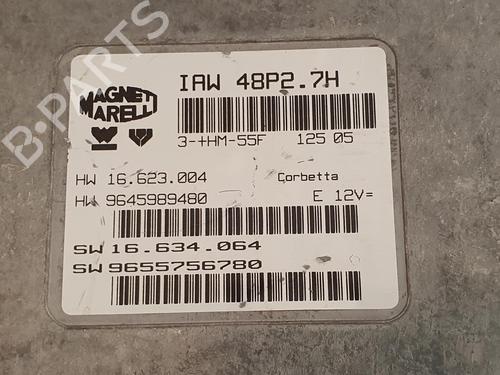 MAGNETI
MARELLI
IAW 48P2.7H
3-+HM-55F 125 05
HW 16.623.004 Corbetta
HW 9645989480 E 12V=
SW 16.634.064
SW 9655756780
B-PARTS